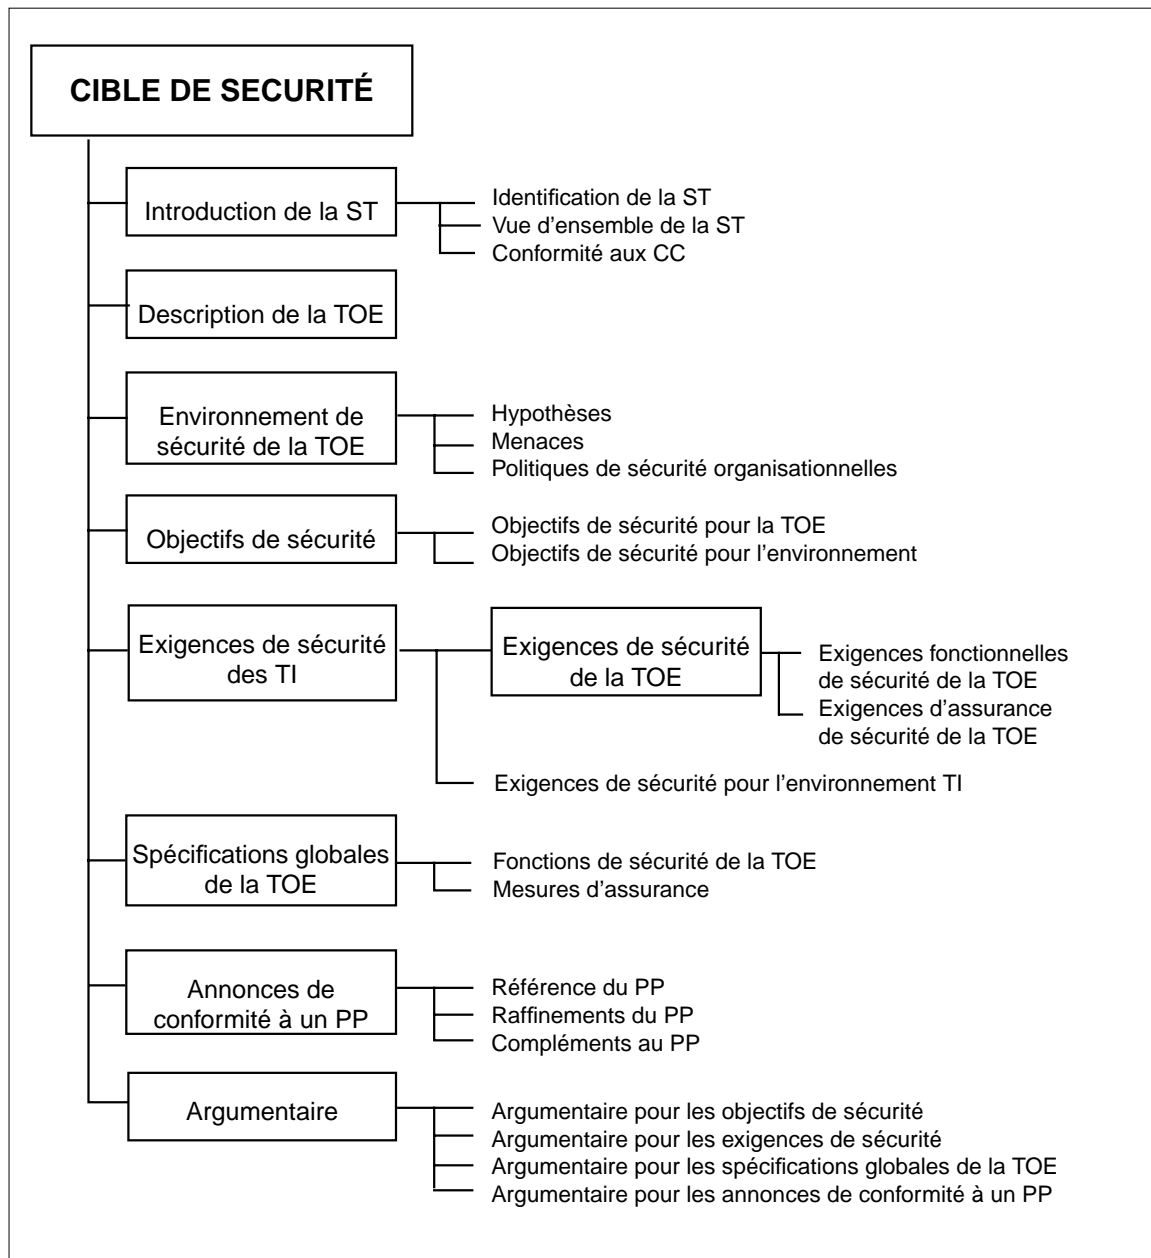 CIBLE DE SECURITÉ
Introduction de la ST
Identification de la ST
Vue d'ensemble de la ST
Conformité aux CC
Description de la TOE
Environnement de
sécurité de la TOE
Hypothèses
Menaces
Politiques de sécurité organisationnelles
Objectifs de sécurité
Objectifs de sécurité pour la TOE
Objectifs de sécurité pour l'environnement
Exigences de sécurité
des TI
Exigences de sécurité
de la TOE
Exigences fonctionnelles
de sécurité de la TOE
Exigences d'assurance
de sécurité de la TOE
Exigences de sécurité pour l'environnement TI
Spécifications globales
de la TOE
Fonctions de sécurité de la TOE
Mesures d'assurance
Annonces de
conformité à un PP
Référence du PP
Raffinements du PP
Compléments au PP
Argumentaire
Argumentaire pour les objectifs de sécurité
Argumentaire pour les exigences de sécurité
Argumentaire pour les spécifications globales de la TOE
Argumentaire pour les annonces de conformité à un PP